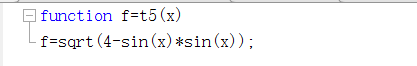 function f=t5(x)
f=sqrt(4-sin(x)*sin(x));